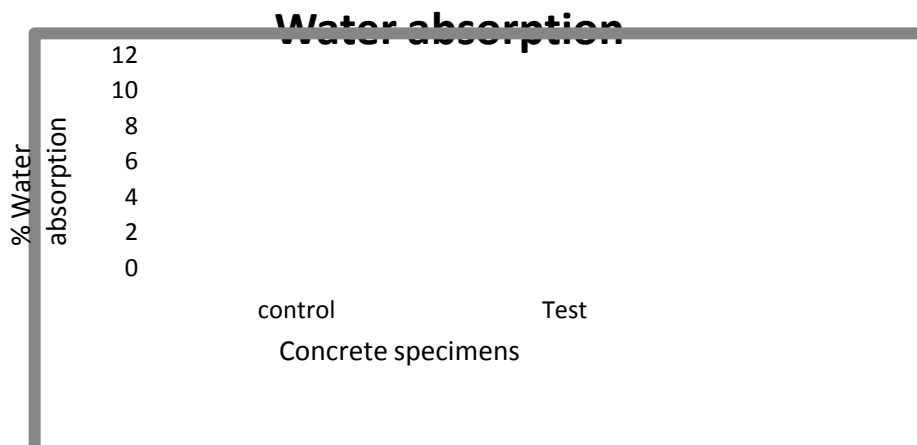 Water absorption
12
10
8
6
4
2
0
% Water
absorption
control Test
Concrete specimens